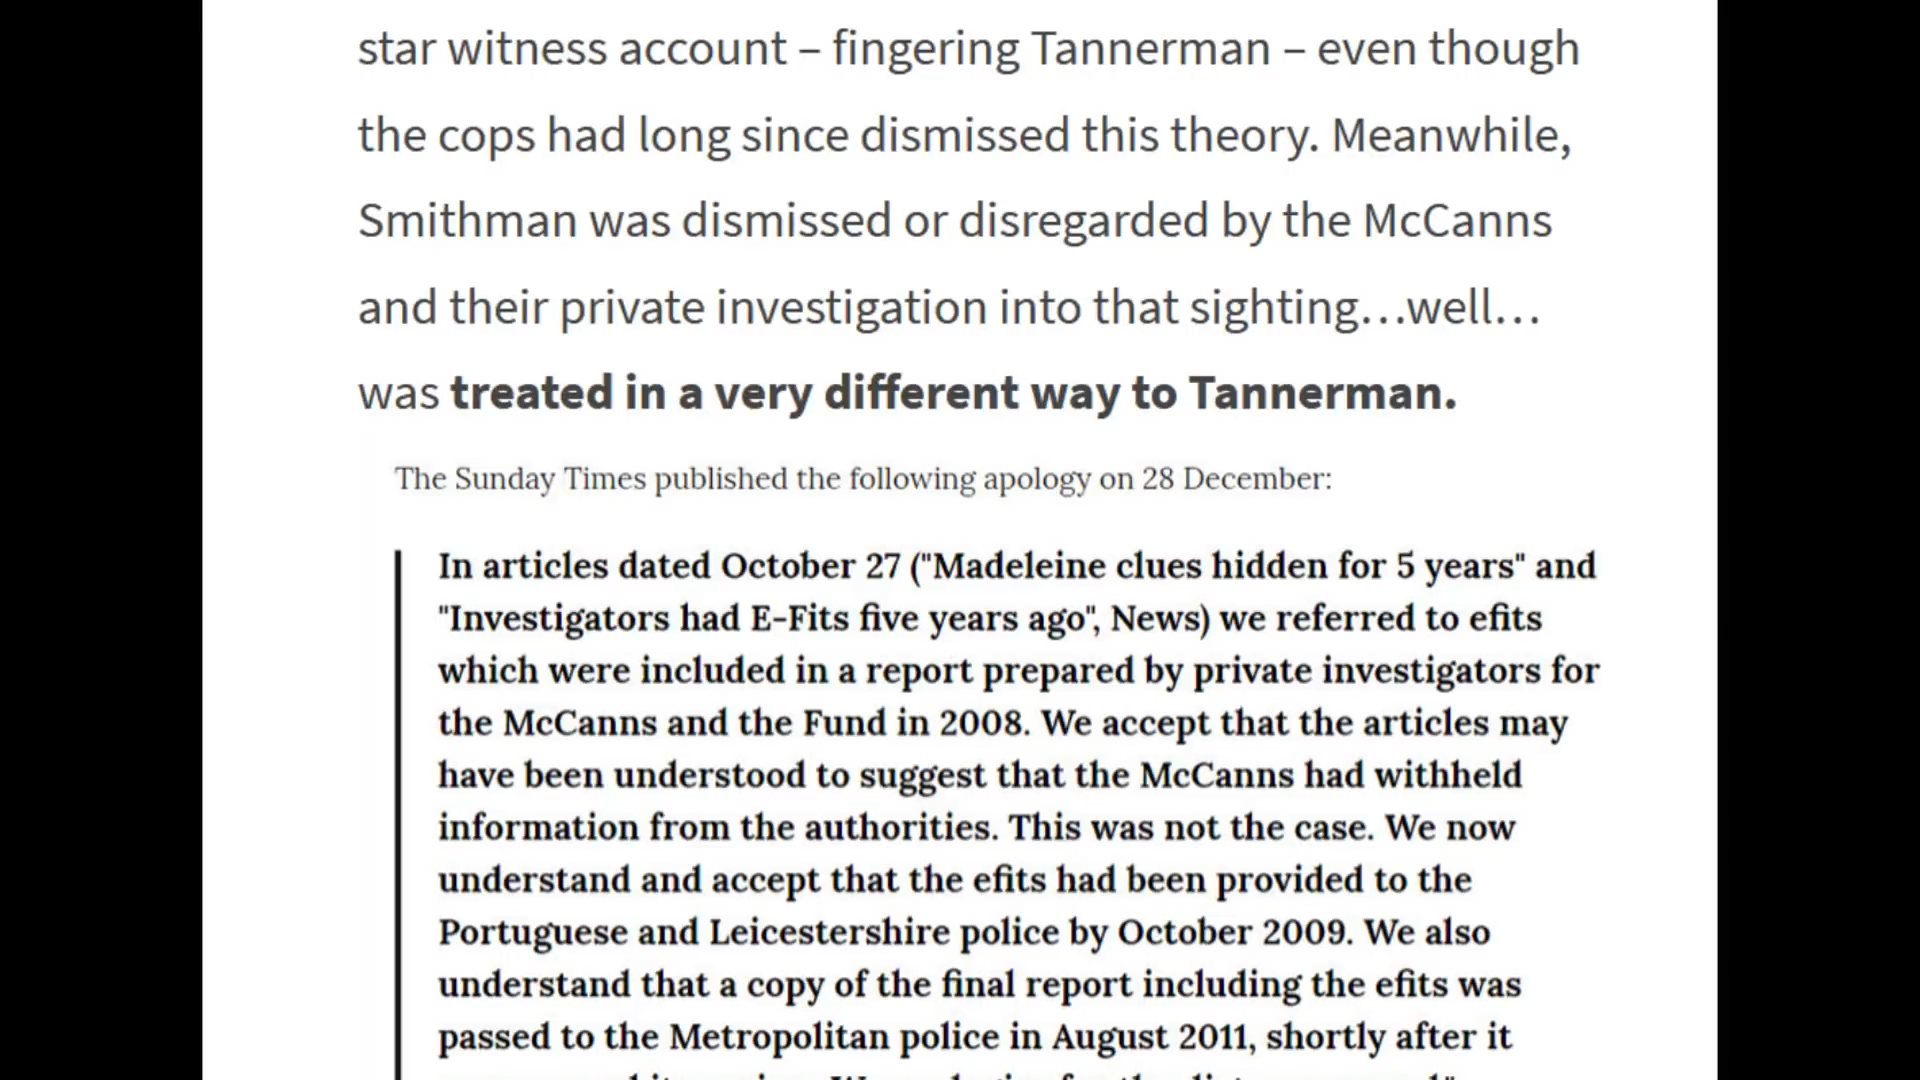 star witness account – fingering Tannerman – even though
the cops had long since dismissed this theory. Meanwhile,
Smithman was dismissed or disregarded by the McCanns
and their private investigation into that sighting…well…
was treated in a very different way to Tannerman.
The Sunday Times published the following apology on 28 December:
In articles dated October 27 ("Madeleine clues hidden for 5 years" and
"Investigators had E-Fits five years ago", News) we referred to efits
which were included in a report prepared by private investigators for
the McCanns and the Fund in 2008. We accept that the articles may
have been understood to suggest that the McCanns had withheld
information from the authorities. This was not the case. We now
understand and accept that the efits had been provided to the
Portuguese and Leicestershire police by October 2009. We also
understand that a copy of the final report including the efits was
passed to the Metropolitan police in August 2011, shortly after it